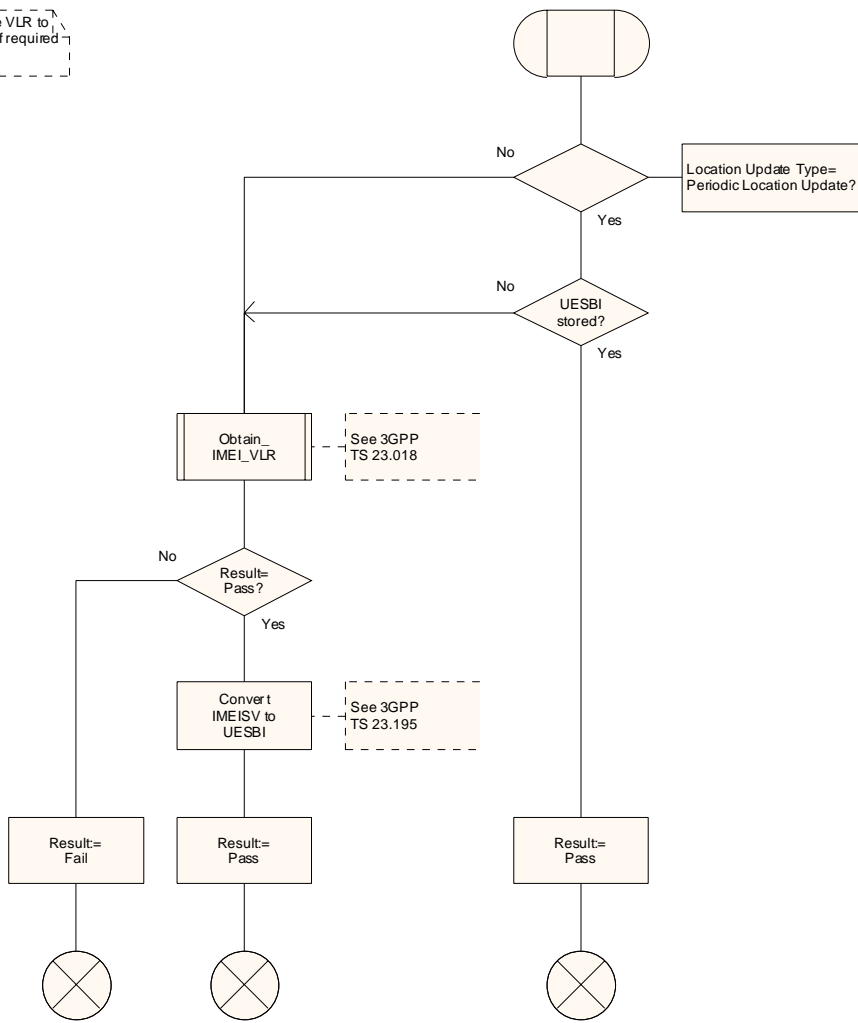 VLR to
f required
No
Location Update Type=
Periodic Location Update?
Yes
No
UESBI
stored?
Yes
Obtain_
IMEI_VLR
See 3GPP
TS 23.018
No
Result=
Pass?
Yes
Convert
IMEISV to
UESBI
See 3GPP
TS 23.195
Result:=
Fail
Result:=
Pass
Result:=
Pass